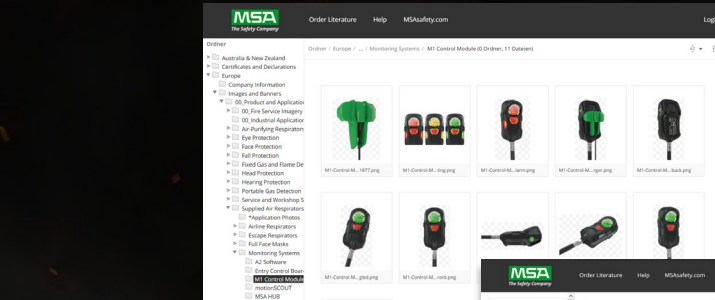 MSA
The Safety Company
Order Literature Help MSAsafety.com
Ordner
Ordner / Europe / ... / Monitoring Systems / M1 Control Module (0 Ordner, 11 Dateien)
Australia & New Zealand
Certificates and Declarations
Europe
Company Information
Images and Banners
00_Product and Application
00_Fire Service Imagery
00_Industrial Application
Air-Purifying Respirators
Eye Protection
Face Protection
Fall Protection
Fixed Gas and Flame De
Head Protection
Hearing Protection
Portable Gas Detection
Service and Workshop S
Supplied Air Respirators
*Application Photos
Airline Respirators
Escape Respirators
Full Face Masks
Monitoring Systems
A2 Software
Entry Control Boar
M1 Control Module
motionSCOUT
MSA HUB
M1-Control-M...1877.png
M1-Control-M...ting.png
M1-Control-M...larm.png
M1-Control-M...rger.png
M1-Control-M...back.png
M1-Control-M...gled.png
M1-Control-M...ront.png
MSA
The Safety Company
Order Literature Help MSAsafety.com